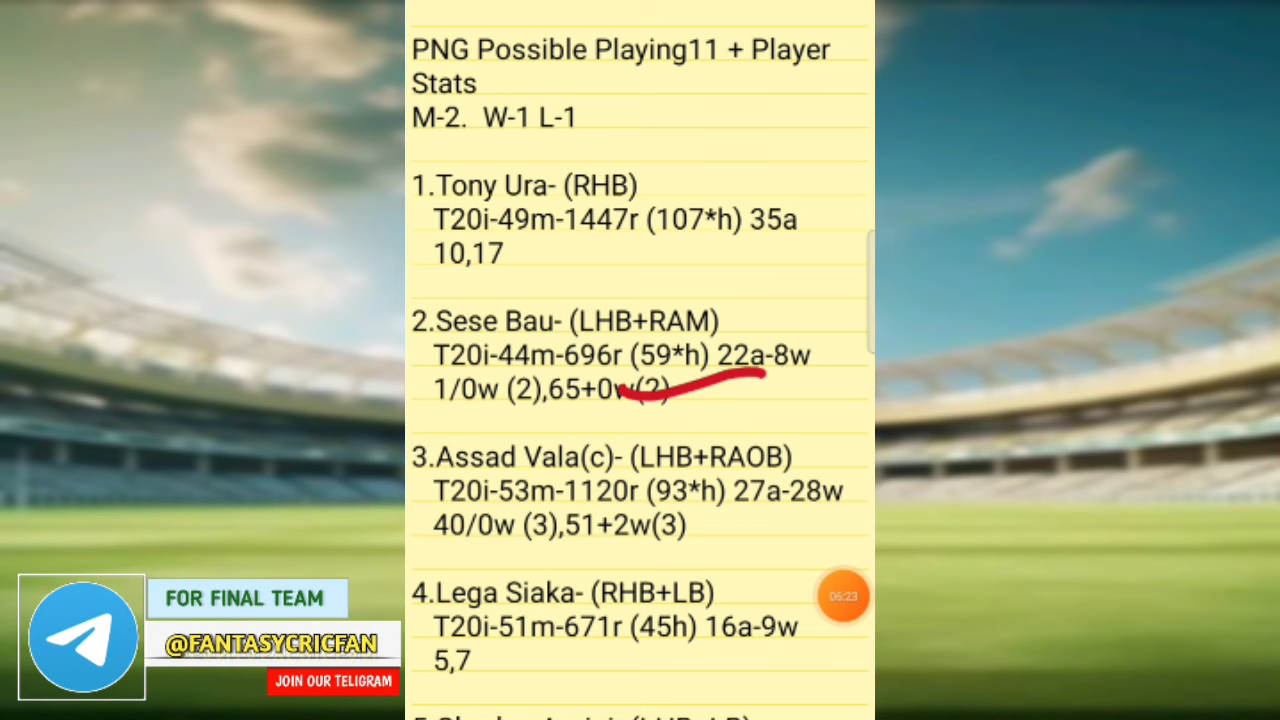 PNG Possible Playing11 + Player
Stats
M-2. W-1 L-1
1.Tony Ura- (RHB)
T20i-49m-1447r (107*h) 35a
10,17
2.Sese Bau- (LHB+RAM)
T20i-44m-696r (59*h) 22a-8w
1/0w (2),65+0w(2)
3.Assad Vala(c)- (LHB+RAOB)
T20i-53m-1120r (93*h) 27a-28w
40/0w (3),51+2w(3)
4.Lega Siaka- (RHB+LB)
T20i-51m-671r (45h) 16a-9w
5,7
06:23
FOR FINAL TEAM
@FANTASYCRICFAN
JOIN OUR TELIGRAM